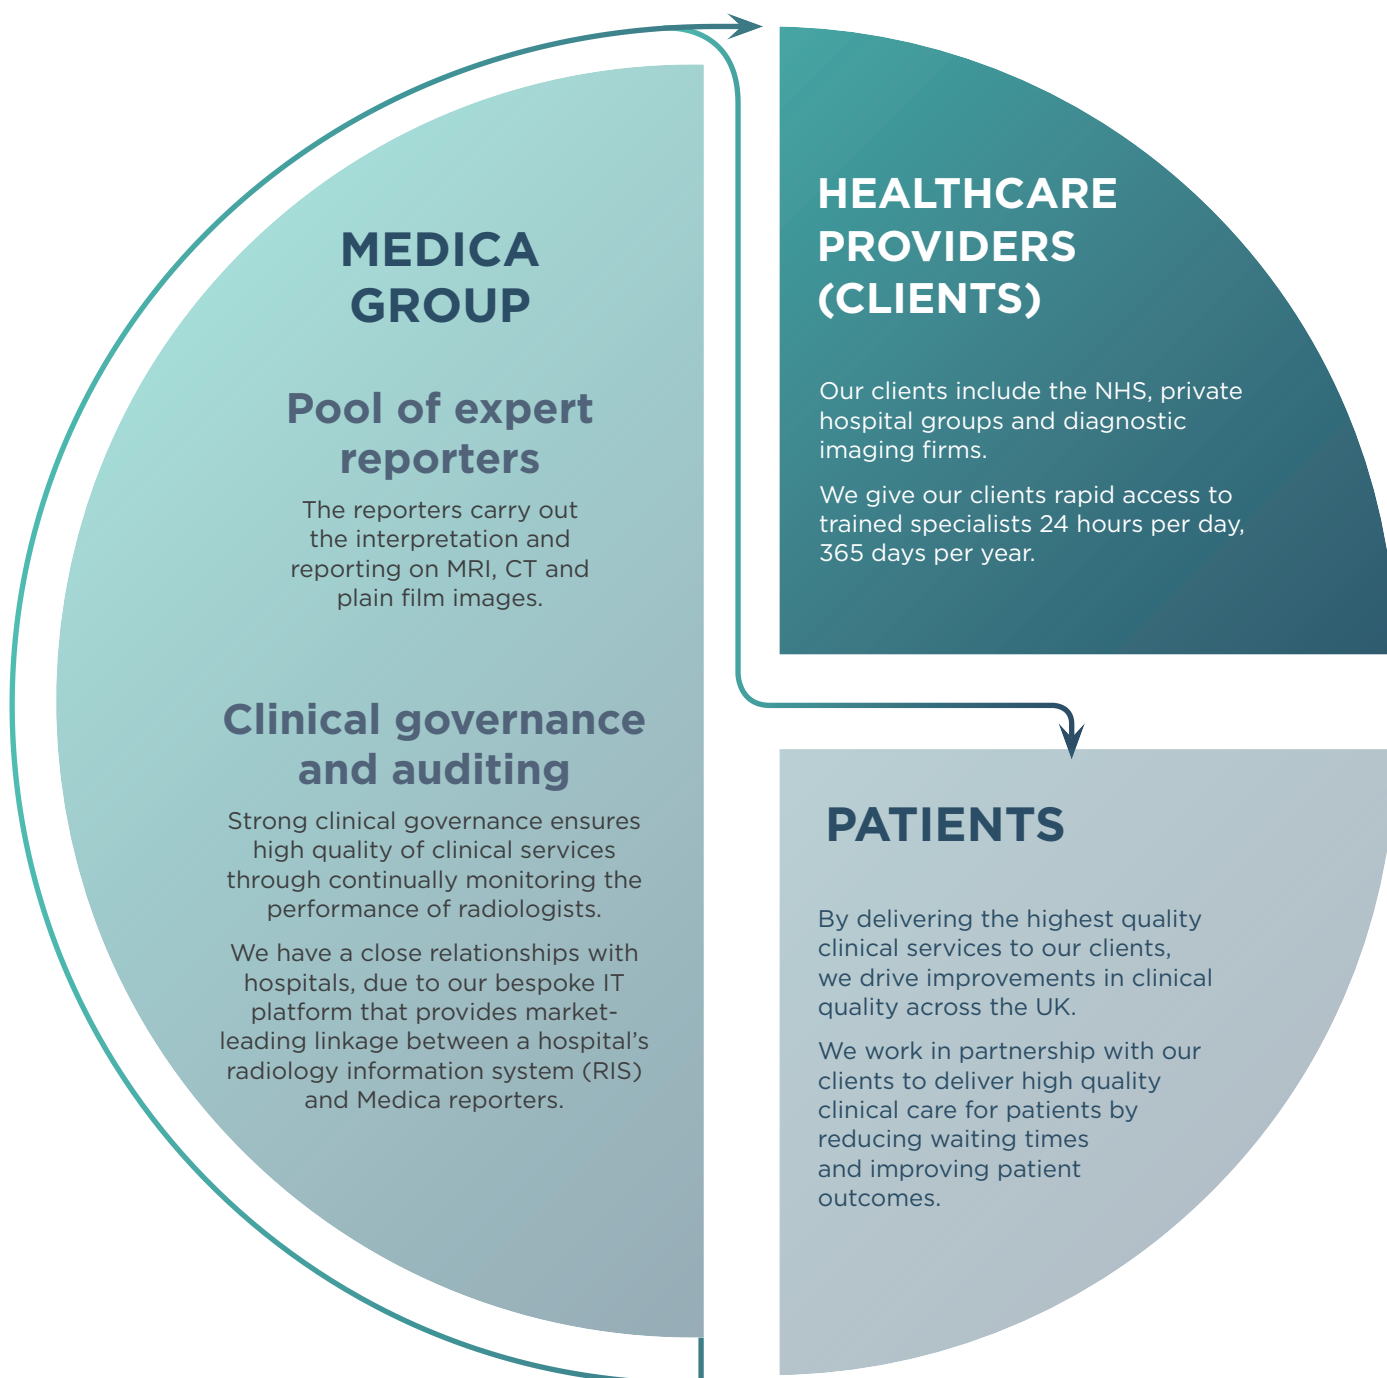 MEDICA
GROUP
Pool of expert
reporters
The reporters carry out
the interpretation and
reporting on MRI, CT and
plain film images.
Clinical governance
and auditing
Strong clinical governance ensures
high quality of clinical services
through continually monitoring the
performance of radiologists.
We have a close relationships with
hospitals, due to our bespoke IT
platform that provides market-
leading linkage between a hospital’s
radiology information system (RIS)
and Medica reporters.
HEALTHCARE
PROVIDERS
(CLIENTS)
Our clients include the NHS, private
hospital groups and diagnostic
imaging firms.
We give our clients rapid access to
trained specialists 24 hours per day,
365 days per year.
PATIENTS
By delivering the highest quality
clinical services to our clients,
we drive improvements in clinical
quality across the UK.
We work in partnership with our
clients to deliver high quality
clinical care for patients by
reducing waiting times
and improving patient
outcomes.